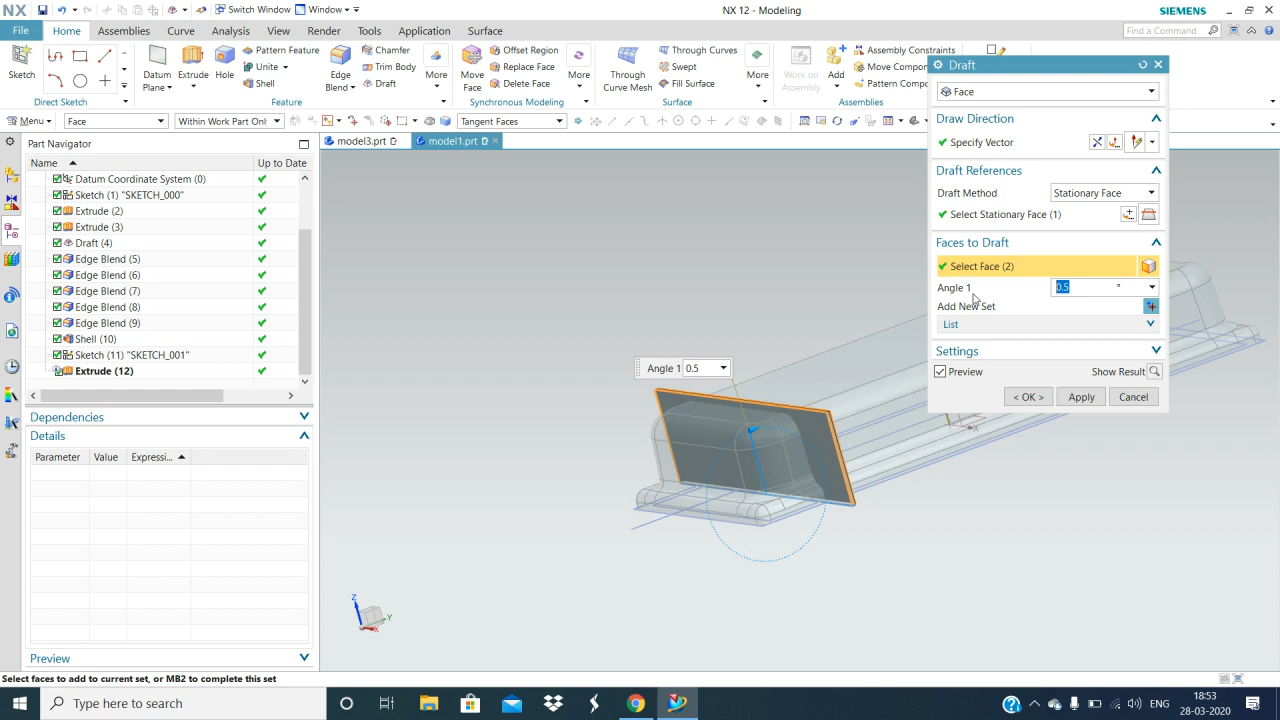 NX
Switch Window
Window
NX 12 - Modeling
SIEMENS
File
Home
Assemblies
Curve
Analysis
View
Render
Tools
Application
Surface
Find a Command
Sketch
Direct Sketch
Datum Plane
Extrude
Hole
Pattern Feature
Unite
Shell
Edge Blend
Chamfer
Trim Body
Draft
More
Feature
Move Face
Offset Region
Replace Face
Delete Face
More
Synchronous Modeling
Through Curve Mesh
Through Curves
Swept
Fill Surface
More
Surface
Work on Assembly
Add
Assembly Constraints
Move Compo
Pattern Compo
Assemblies
Menu
Face
Within Work Part Onl
Tangent Faces
Part Navigator
model3.prt
model1.prt
Name
Up to Date
Datum Coordinate System (0)
Sketch (1) "SKETCH_000"
Extrude (2)
Extrude (3)
Draft (4)
Edge Blend (5)
Edge Blend (6)
Edge Blend (7)
Edge Blend (8)
Edge Blend (9)
Shell (10)
Sketch (11) "SKETCH_001"
Extrude (12)
Dependencies
Details
Parameter
Value
Expressi...
Preview
Angle 1 0.5
Z
Y
X
X
Draft
Face
Draw Direction
Specify Vector
Draft References
Draft Method
Stationary Face
Select Stationary Face (1)
Faces to Draft
Select Face (2)
Angle 1
0.5 °
Add New Set
List
Settings
Preview
Show Result
< OK >
Apply
Cancel
Select faces to add to current set, or MB2 to complete this set
Type here to search
ENG
18:53
28-03-2020